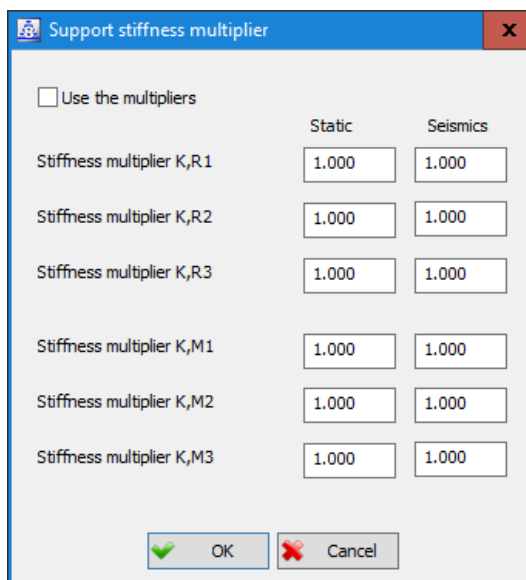 Support stiffness multiplier
Use the multipliers
Static Seismics
Stiffness multiplier K,R1 1.000 1.000
Stiffness multiplier K,R2 1.000 1.000
Stiffness multiplier K,R3 1.000 1.000
Stiffness multiplier K,M1 1.000 1.000
Stiffness multiplier K,M2 1.000 1.000
Stiffness multiplier K,M3 1.000 1.000
OK Cancel